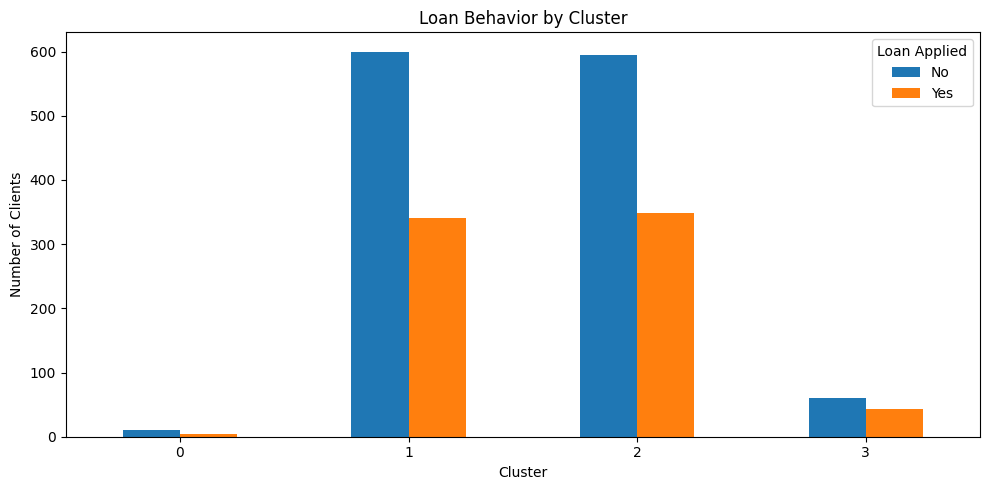 Loan Behavior by Cluster
Loan Applied
No
Yes
Number of Clients
600
500
400
300
200
100
0
0 1 2 3
Cluster